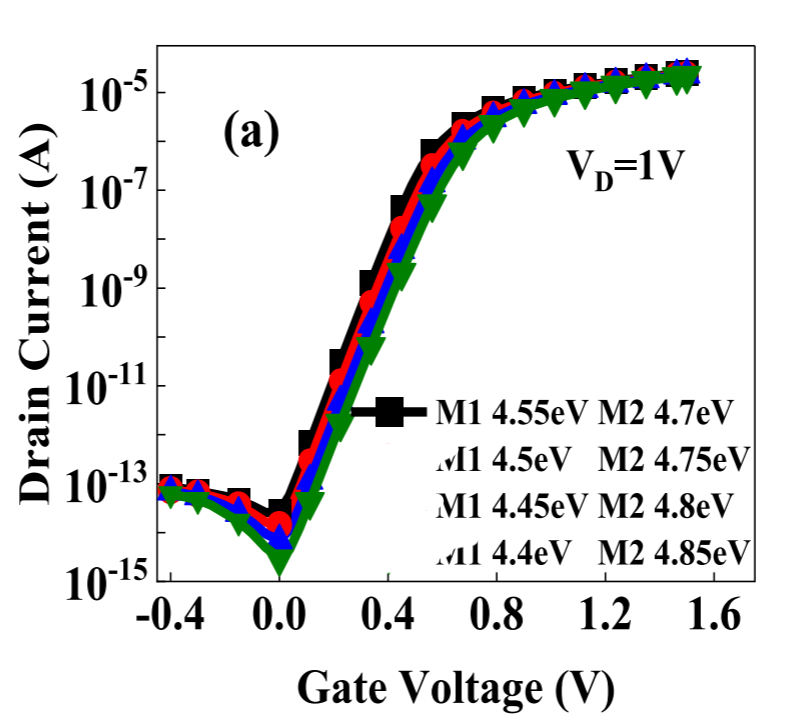 (a)
V_D=1V
10^-5
10^-7
10^-9
10^-11
10^-13
10^-15
Drain Current (A)
M1 4.55eV M2 4.7eV
M1 4.5eV M2 4.75eV
M1 4.45eV M2 4.8eV
M1 4.4eV M2 4.85eV
-0.4 0.0 0.4 0.8 1.2 1.6
Gate Voltage (V)